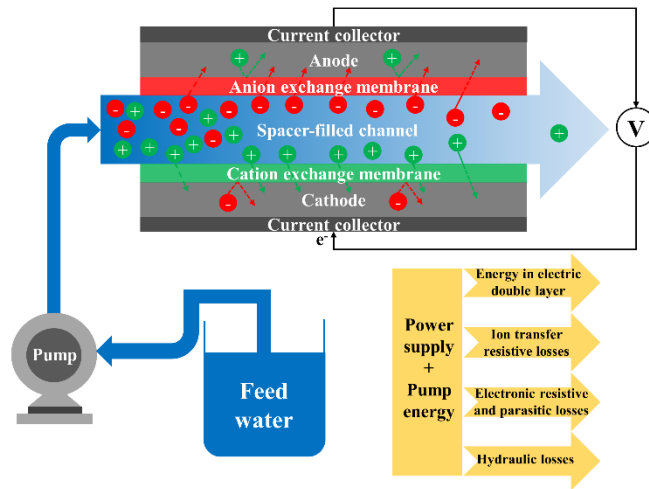 Current collector
Anode
Anion exchange membrane
Spacer-filled channel
Cation exchange membrane
Cathode
Current collector
e-
V
Pump
Feed
water
Power
supply
+
Pump
energy
Energy in electric
double layer
Ion transfer
resistive losses
Electronic resistive
and parasitic losses
Hydraulic losses